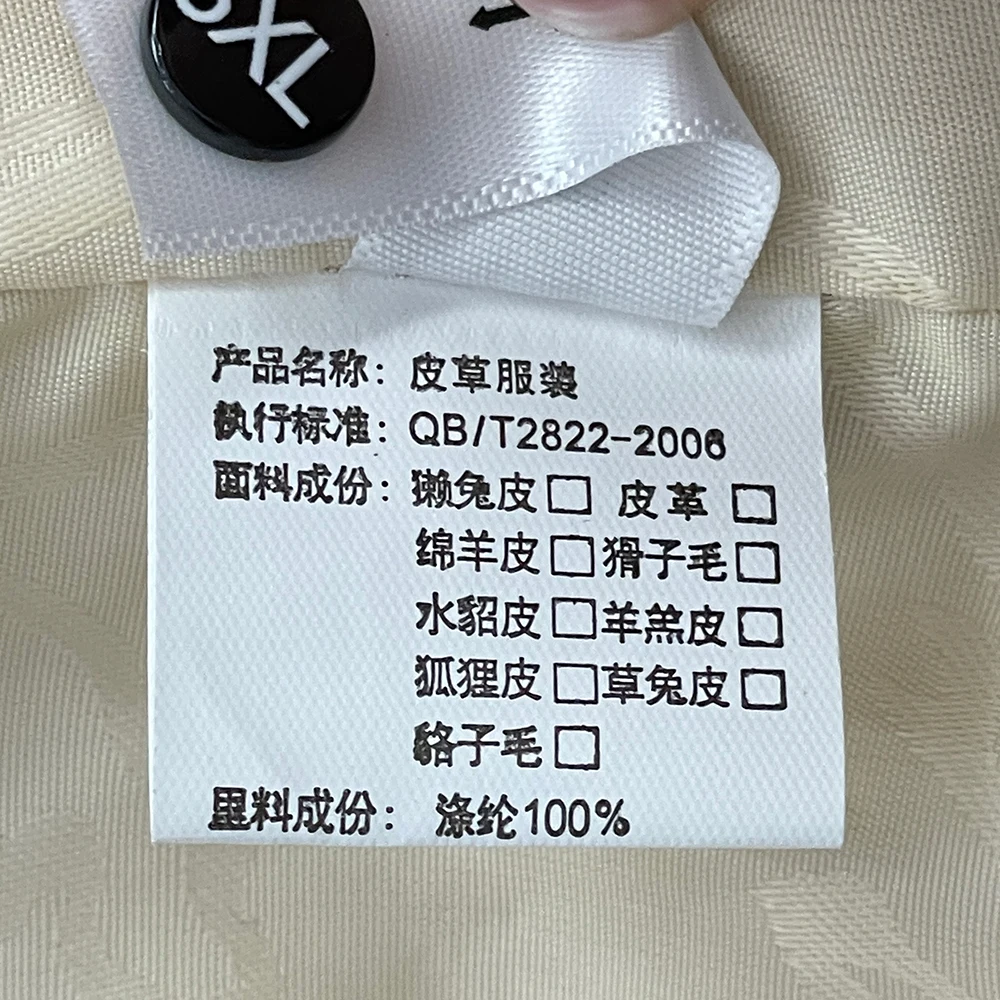 XL
产品名称: 皮草服装
执行标准: QB/T2822-2006
面料成份: 獭兔皮□ 皮革□
绵羊皮□猾子毛□
水貂皮□羊羔皮□
狐狸皮□草兔皮□
貉子毛□
里料成份: 涤纶100%